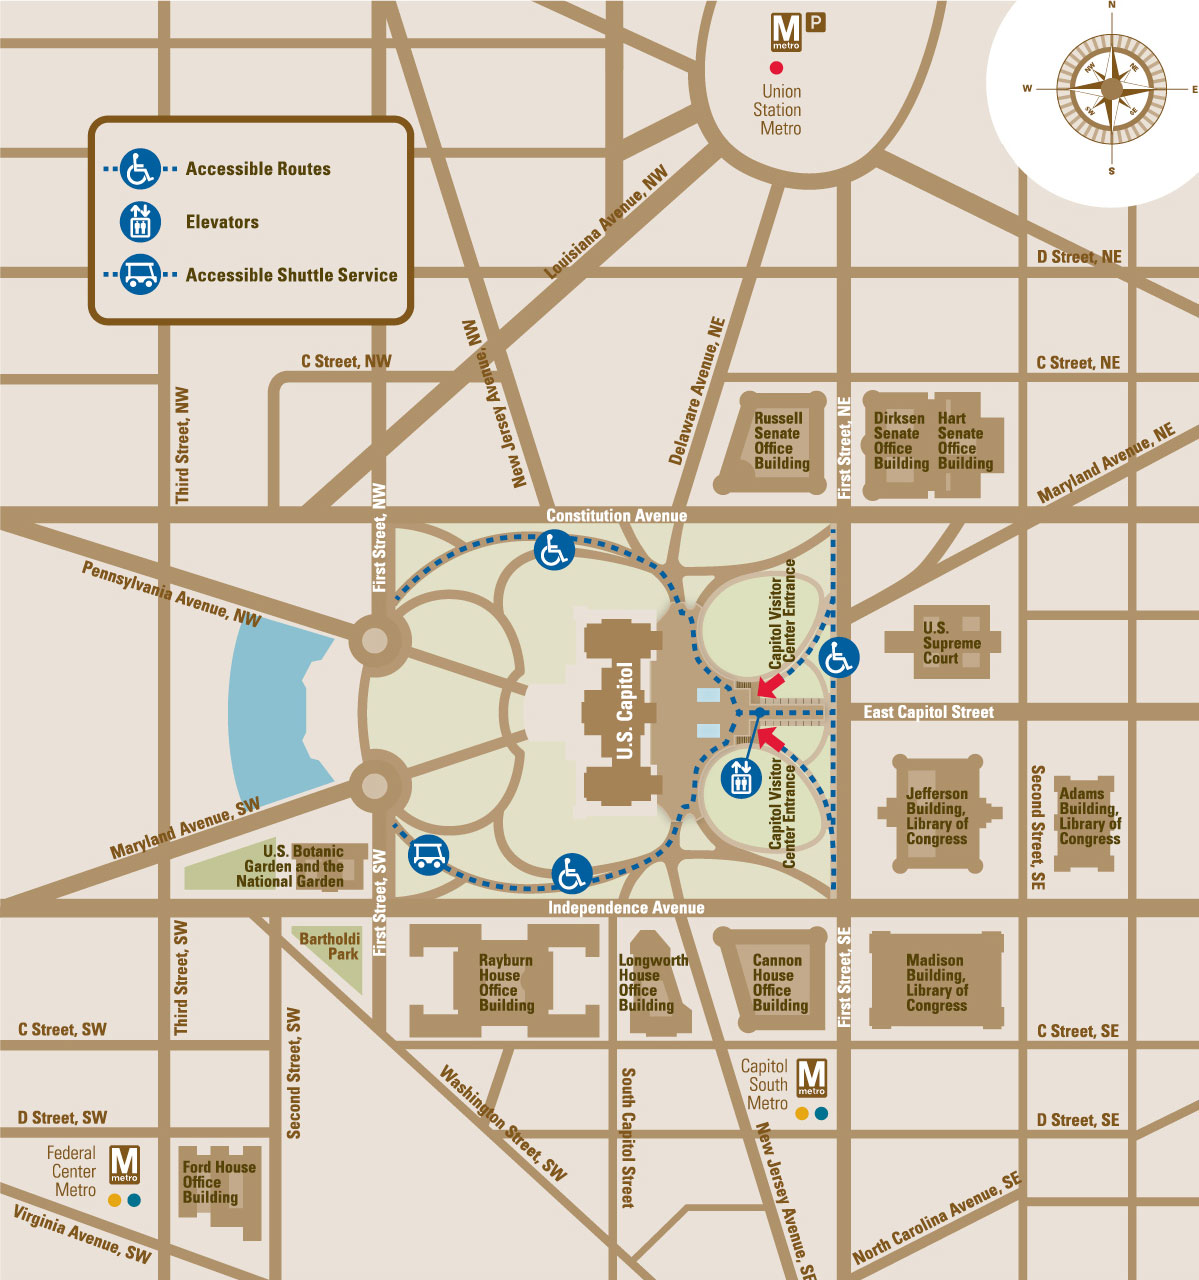 N
NW
NE
W
E
SW
SE
S
M
metro
P
Union
Station
Metro
Accessible Routes
Elevators
Accessible Shuttle Service
Louisiana Avenue, NW
D Street, NE
C Street, NW
New Jersey Avenue, NW
Delaware Avenue, NE
C Street, NE
Third Street, NW
First Street, NW
Russell
Senate
Office
Building
First Street, NE
Dirksen
Senate
Office
Building
Hart
Senate
Office
Building
Maryland Avenue, NE
Constitution Avenue
Pennsylvania Avenue, NW
Capitol Visitor
Center Entrance
U.S.
Supreme
Court
U.S. Capitol
East Capitol Street
Capitol Visitor
Center Entrance
Jefferson
Building,
Library of
Congress
Second Street, SE
Adams
Building,
Library of
Congress
Maryland Avenue, SW
U.S. Botanic
Garden and the
National Garden
First Street, SW
Independence Avenue
Bartholdi
Park
Third Street, SW
Rayburn
House
Office
Building
Longworth
House
Office
Building
Cannon
House
Office
Building
First Street, SE
Madison
Building,
Library of
Congress
C Street, SW
C Street, SE
Second Street, SW
Washington Street, SW
South Capitol Street
Capitol
South
Metro
M
metro
D Street, SW
D Street, SE
New Jersey Avenue, SE
Federal
Center
Metro
M
metro
Ford House
Office
Building
Virginia Avenue, SW
North Carolina Avenue, SE